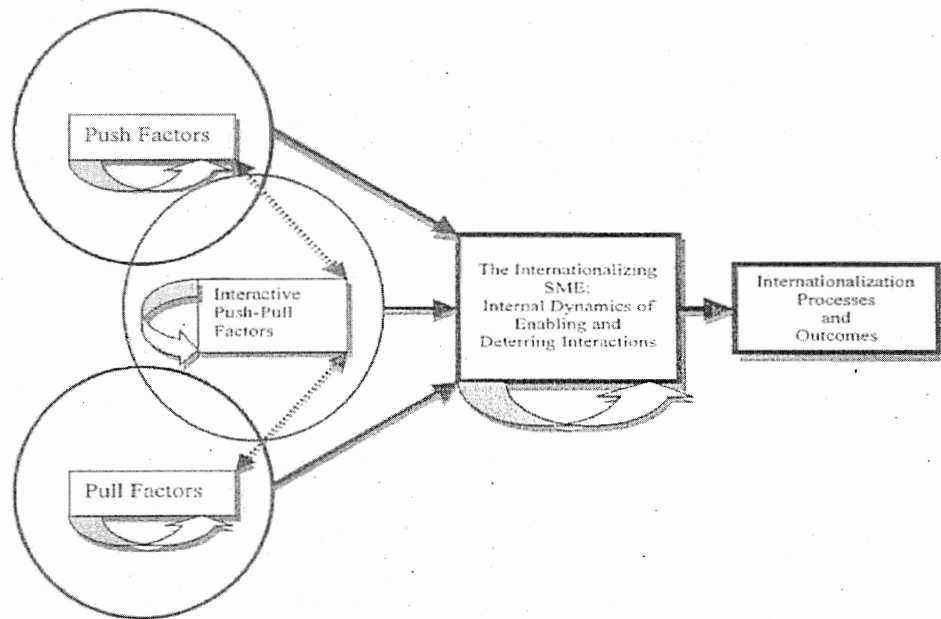 Push Factors
Interactive
Push-Pull
Factors
Pull Factors
The Internationalizing
SME:
Internal Dynamics of
Enabling and
Deterring Interactions
Internationalization
Processes
and
Outcomes